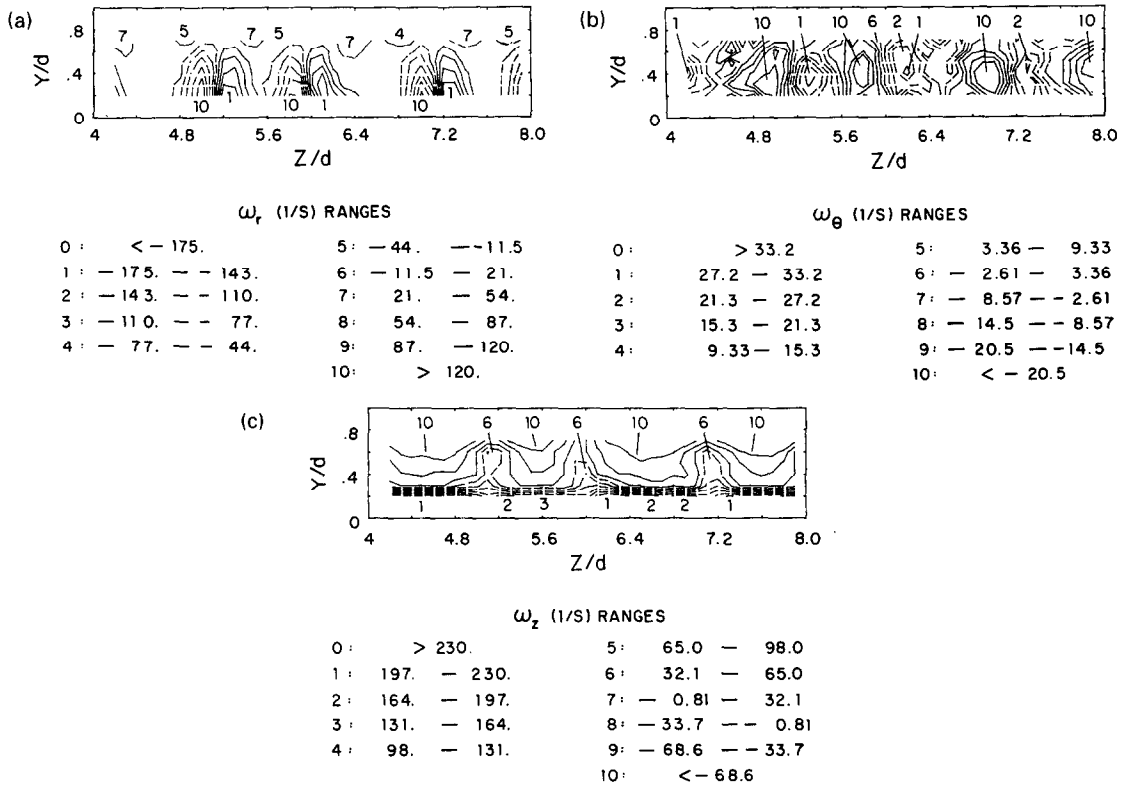 (a)
7 5 7 5 7 4 7 5
Y/d
.8
.4
0
10 1 10 1 10 1
4 4.8 5.6 6.4 7.2 8.0
Z/d
(b)
1 10 1 10 6 2 1 10 2 10
Y/d
.8
.4
0
4 4.8 5.6 6.4 7.2 8.0
Z/d
ω_r (1/S) RANGES
0: < – 175.
1: – 175. – – 143.
2: – 143. – – 110.
3: – 110. – – 77.
4: – 77. – – 44.
5: – 44. – –11.5
6: –11.5 – 21.
7: 21. – 54.
8: 54. – 87.
9: 87. –120.
10: > 120.
ω_θ (1/S) RANGES
0: > 33.2
1: 27.2 – 33.2
2: 21.3 – 27.2
3: 15.3 – 21.3
4: 9.33 – 15.3
5: 3.36 – 9.33
6: – 2.61 – 3.36
7: – 8.57 – –2.61
8: – 14.5 – –8.57
9: – 20.5 – –14.5
10: < – 20.5
(c)
10 6 10 6 10 6 10
Y/d
.8
.4
0
1 2 3 1 2 2 1
4 4.8 5.6 6.4 7.2 8.0
Z/d
ω_z (1/S) RANGES
0: > 230.
1: 197. – 230.
2: 164. – 197.
3: 131. – 164.
4: 98. – 131.
5: 65.0 – 98.0
6: 32.1 – 65.0
7: – 0.81 – 32.1
8: – 33.7 – – 0.81
9: – 68.6 – – 33.7
10: < – 68.6